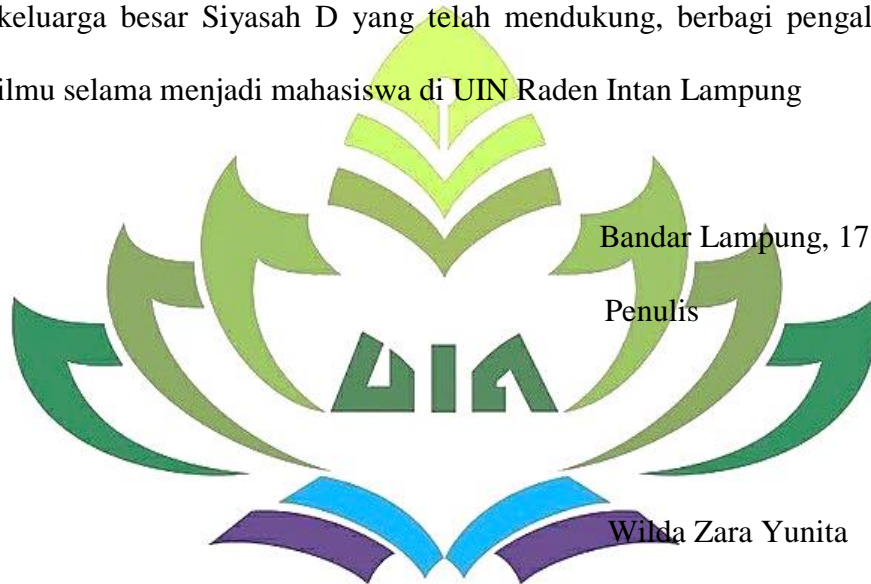 keluarga besar Siyasah D yang telah mendukung, berbagi
ilmu selama menjadi mahasiswa di UIN Raden Intan Lampung
Bandar Lampung, 17
Penulis
UIN
Wilda Zara Yunita